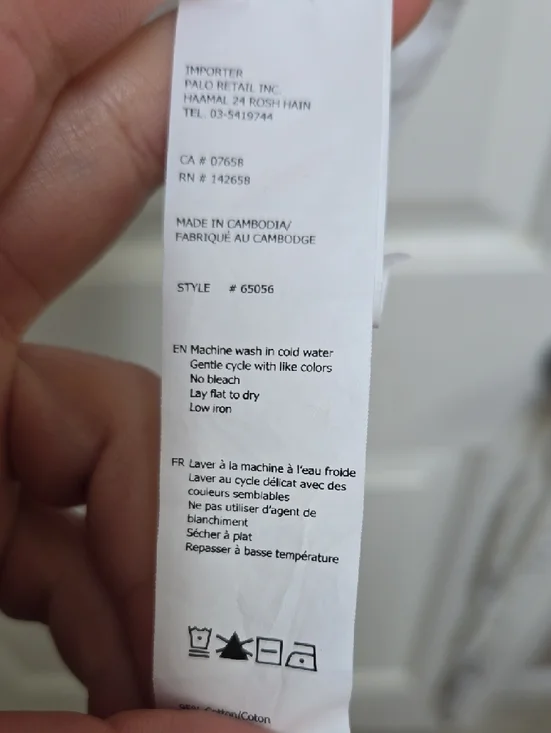 IMPORTER
PALO RETAIL INC.
HAAMAL 24 ROSH HAIN
TEL. 03-5419744
CA # 07658
RN # 142658
MADE IN CAMBODIA/
FABRIQUÉ AU CAMBODGE
STYLE # 65056
EN Machine wash in cold water
Gentle cycle with like colors
No bleach
Lay flat to dry
Low iron
FR Laver à la machine à l'eau froide
Laver au cycle délicat avec des
couleurs semblables
Ne pas utiliser d'agent de
blanchiment
Sécher à plat
Repasser à basse température
Cotton/Coton